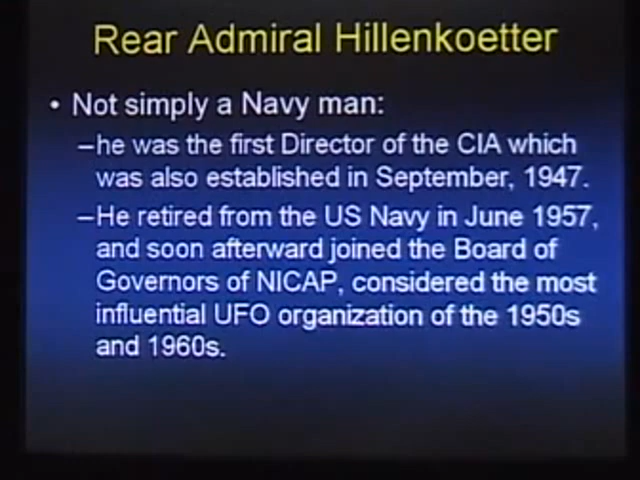 Rear Admiral Hillenkoetter
• Not simply a Navy man:
–he was the first Director of the CIA which
was also established in September, 1947.
–He retired from the US Navy in June 1957,
and soon afterward joined the Board of
Governors of NICAP, considered the most
influential UFO organization of the 1950s
and 1960s.